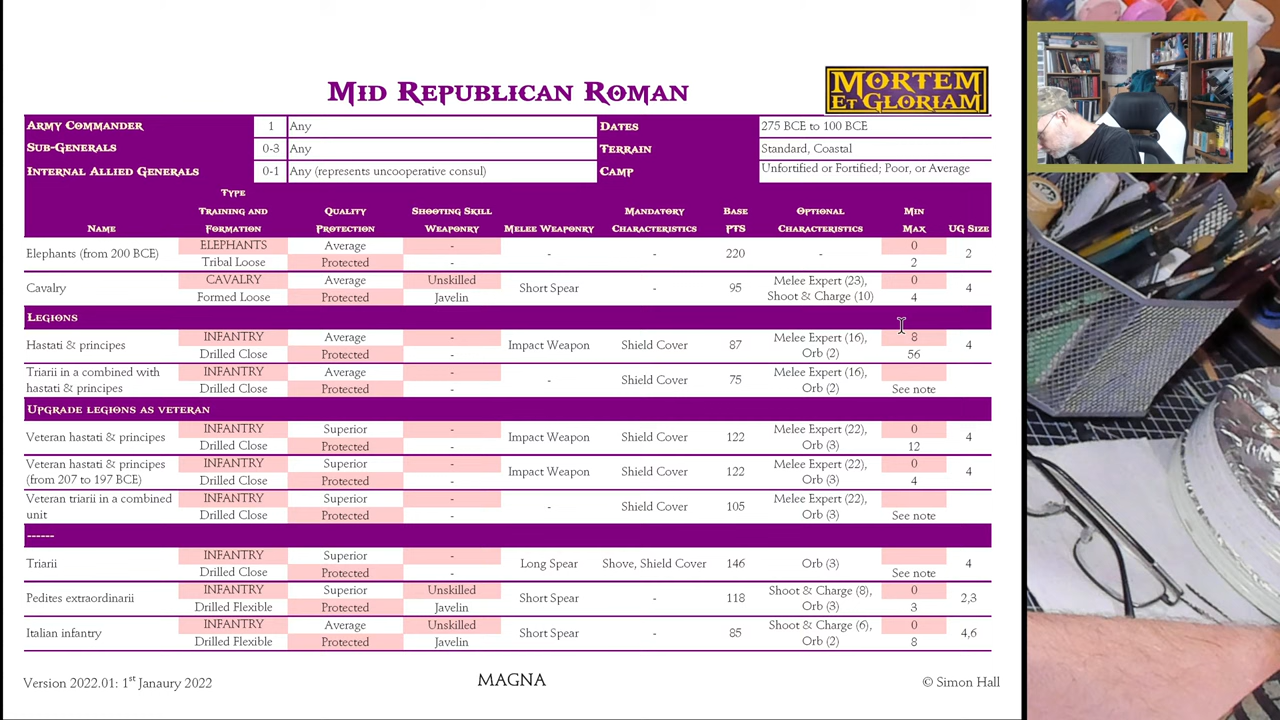 MID REPUBLICAN ROMAN
MORTEM
ET GLORIAM
ARMY COMMANDER 1 Any DATES 275 BCE to 100 BCE
SUB-GENERALS 0-3 Any TERRAIN Standard, Coastal
INTERNAL ALLIED GENERALS 0-1 Any (represents uncooperative consul) CAMP Unfortified or Fortified; Poor, or Average
TYPE
TRAINING AND QUALITY SHOOTING SKILL MANDATORY BASE OPTIONAL MIN
NAME FORMATION PROTECTION WEAPONRY MELEE WEAPONRY CHARACTERISTICS PTS CHARACTERISTICS MAX UG SIZE
ELEPHANTS Average - 0
Elephants (from 200 BCE) - - 220 - 2
Tribal Loose Protected - 2
CAVALRY Average Unskilled Melee Expert (23), 0
Cavalry Short Spear - 95 4
Formed Loose Protected Javelin Shoot & Charge (10) 4
LEGIONS
INFANTRY Average - Melee Expert (16), 8
Hastati & principes Impact Weapon Shield Cover 87 4
Drilled Close Protected - Orb (2) 56
Triarii in a combined with INFANTRY Average - Melee Expert (16),
- Shield Cover 75
hastati & principes Drilled Close Protected - Orb (2) See note
UPGRADE LEGIONS AS VETERAN
INFANTRY Superior - Melee Expert (22), 0
Veteran hastati & principes Impact Weapon Shield Cover 122 4
Drilled Close Protected - Orb (3) 12
Veteran hastati & principes INFANTRY Superior - Melee Expert (22), 0
Impact Weapon Shield Cover 122 4
(from 207 to 197 BCE) Drilled Close Protected - Orb (3) 4
Veteran triarii in a combined INFANTRY Superior - Melee Expert (22),
- Shield Cover 105
unit Drilled Close Protected - Orb (3) See note
------
INFANTRY Superior -
Triarii Long Spear Shove, Shield Cover 146 Orb (3) 4
Drilled Close Protected - See note
INFANTRY Superior Unskilled Shoot & Charge (8), 0
Pedites extraordinarii Short Spear - 118 2,3
Drilled Flexible Protected Javelin Orb (3) 3
INFANTRY Average Unskilled Shoot & Charge (6), 0
Italian infantry Short Spear - 85 4,6
Drilled Flexible Protected Javelin Orb (2) 8
Version 2022.01: 1st Janaury 2022 MAGNA © Simon Hall